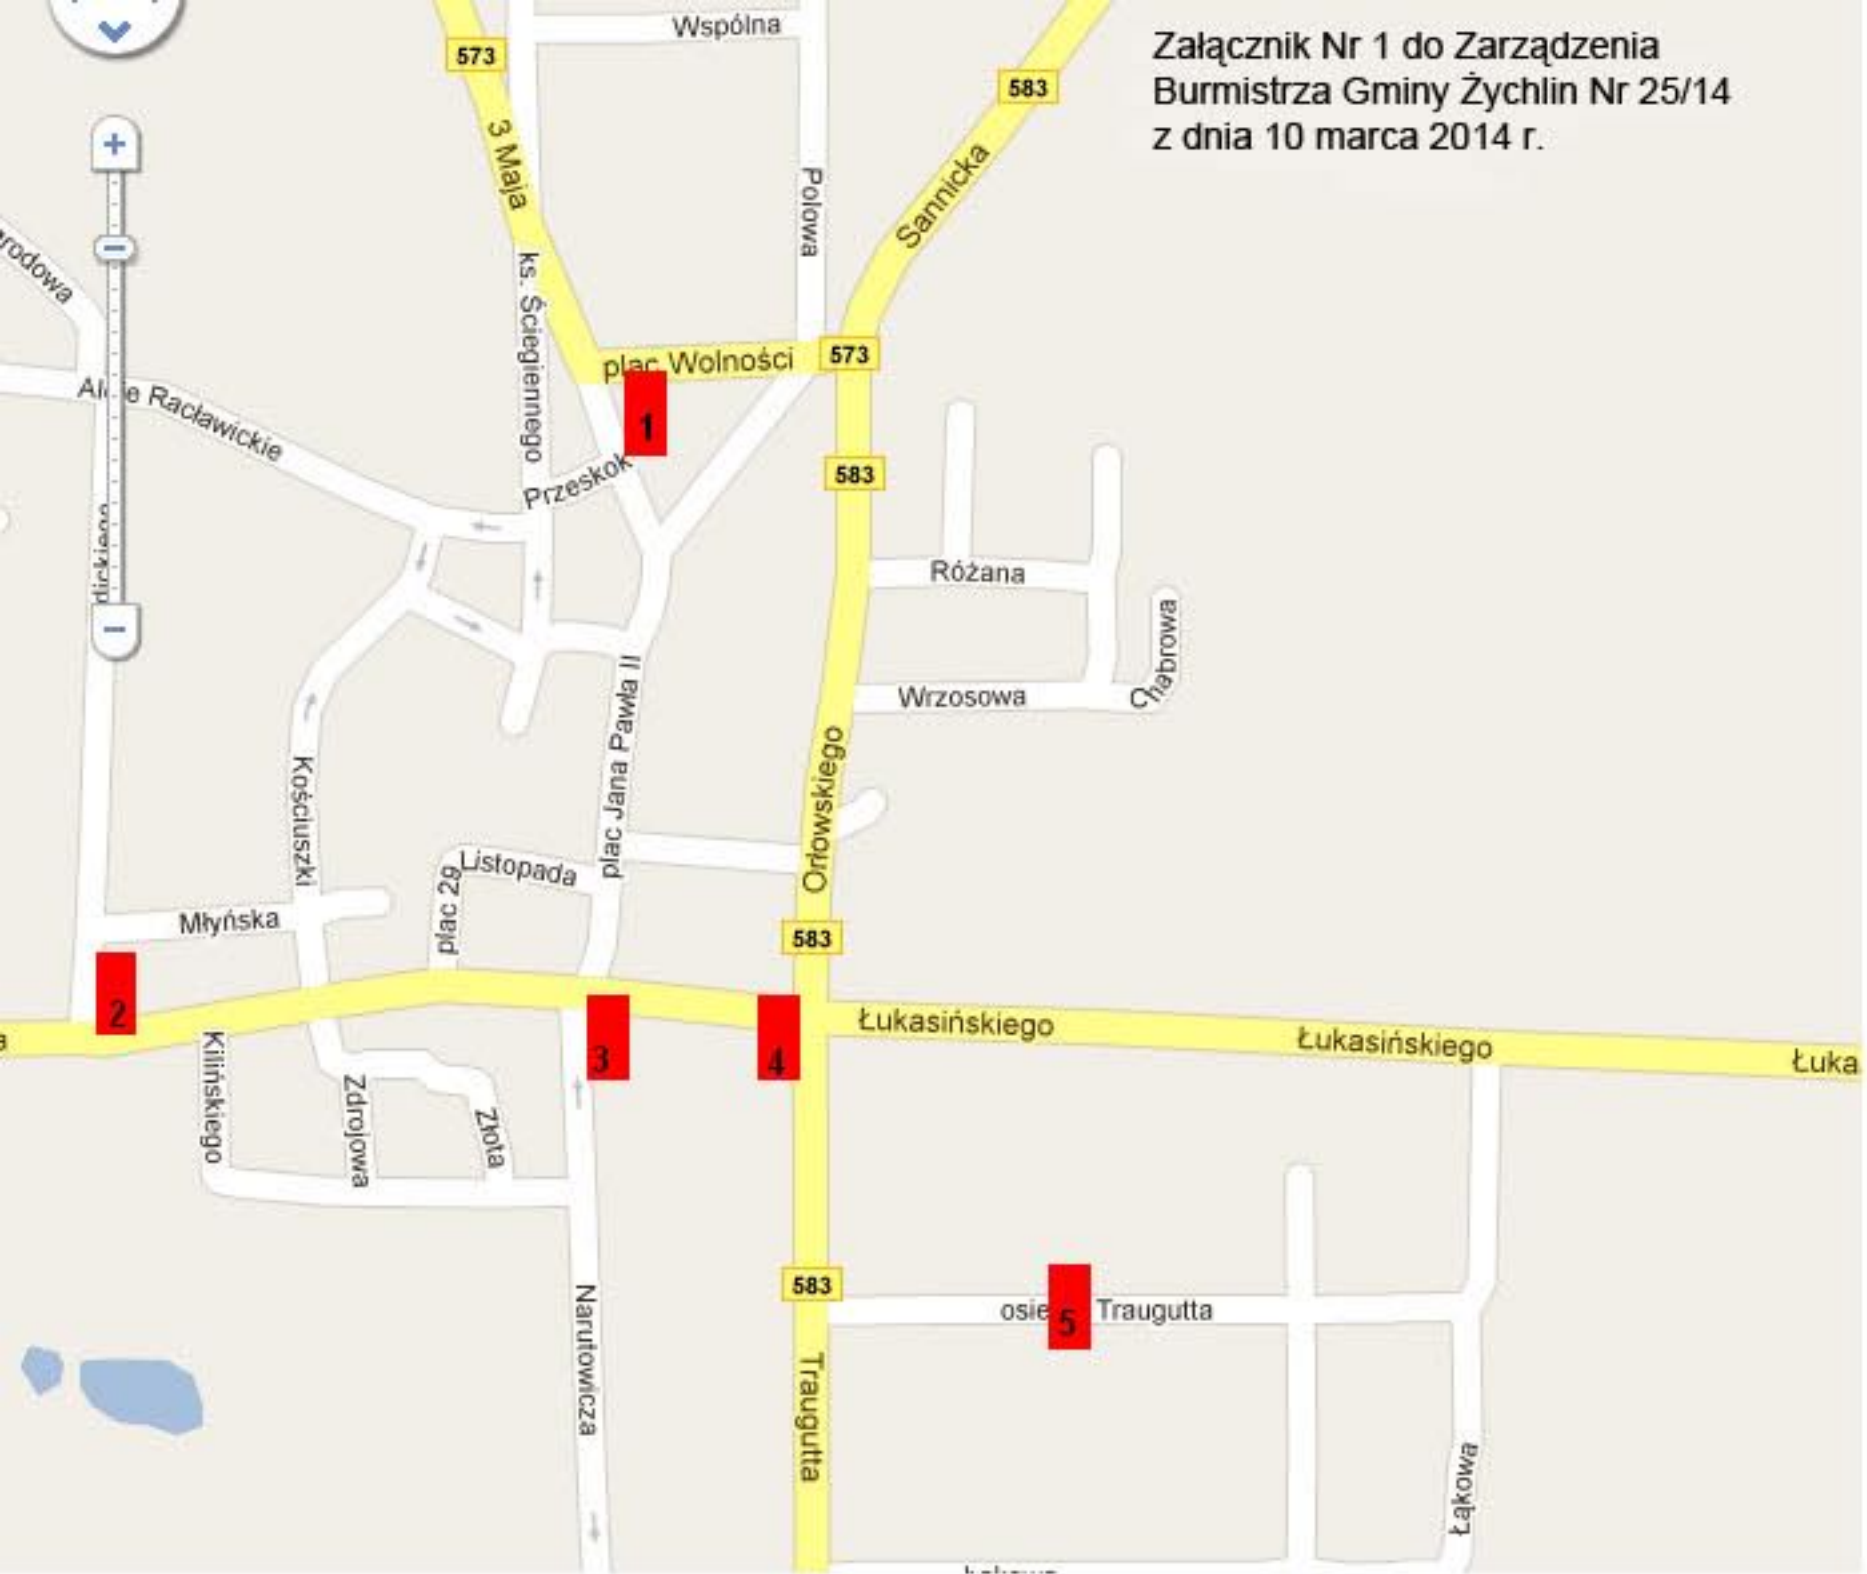 Załącznik Nr 1 do Zarządzenia
Burmistrza Gminy Żychlin Nr 25/14
z dnia 10 marca 2014 r.
Wspólna
573
583
3 Maja
Polowa
Sannicka
ks. Ściegiennego
plac Wolności
573
1
Racławickie
Przeskok
583
Różana
Chabrowa
Wrzosowa
plac Jana Pawła II
Orłowskiego
Kościuszki
plac 29
Listopada
Młyńska
583
2
3
4
Łukasińskiego
Łukasińskiego
Kilińskiego
Zdrojowa
Złota
583
5
Traugutta
Narutowicza
Traugutta
Łąkowa